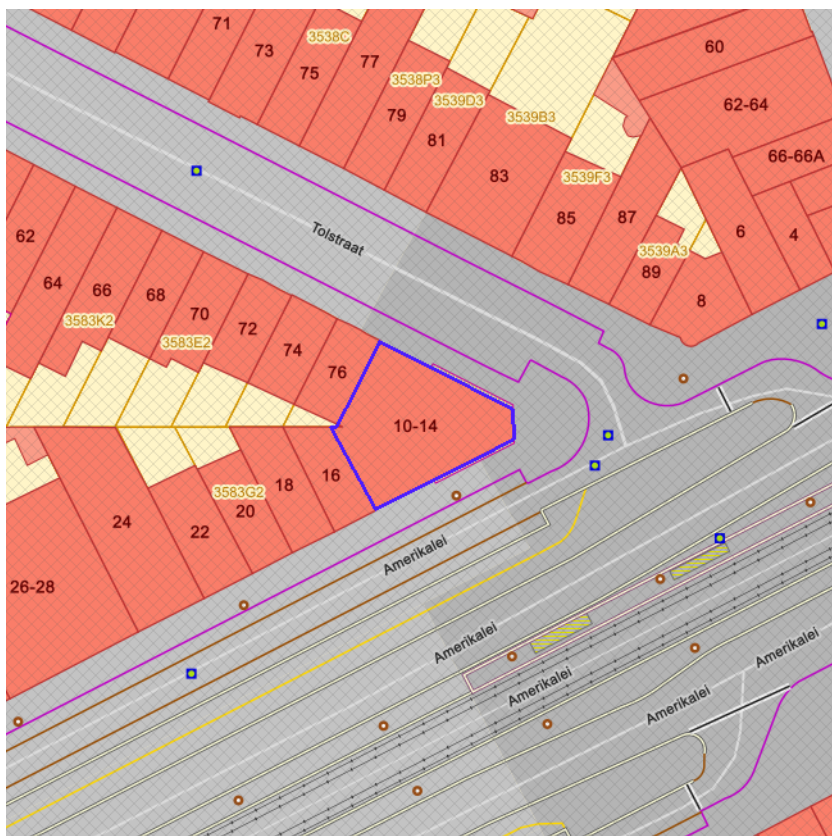 71
73
3538C
75
77
3538P3
79
3539D3
81
3539B3
83
60
62-64
66-66A
3539F3
85
87
3539A3
89
6
4
8
Tolstraat
62
64
66
3583K2
68
70
3583E2
72
74
76
10-14
16
18
3583G2
20
22
24
26-28
Amerikalei
Amerikalei
Amerikalei
Amerikalei
Amerikalei